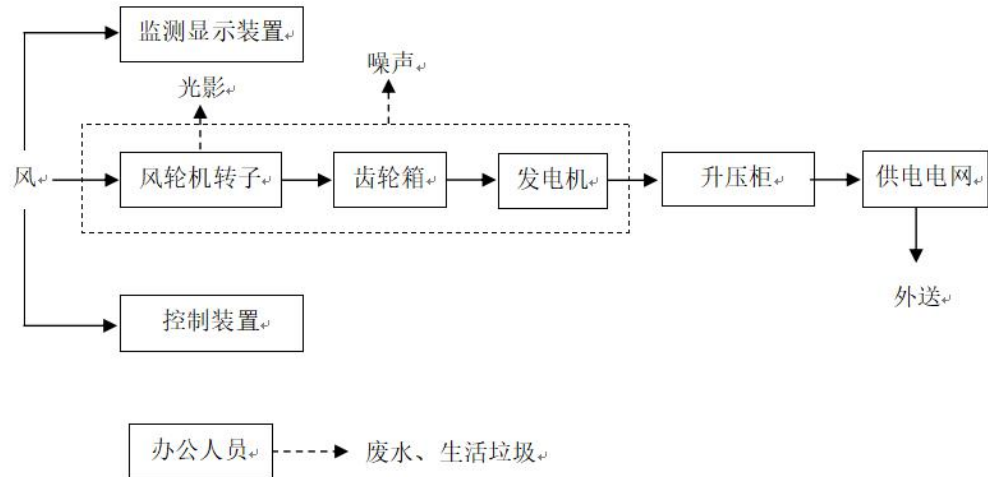 监测显示装置
噪声
光影
风
风轮机转子
齿轮箱
发电机
升压柜
供电电网
外送
控制装置
办公人员
废水、生活垃圾